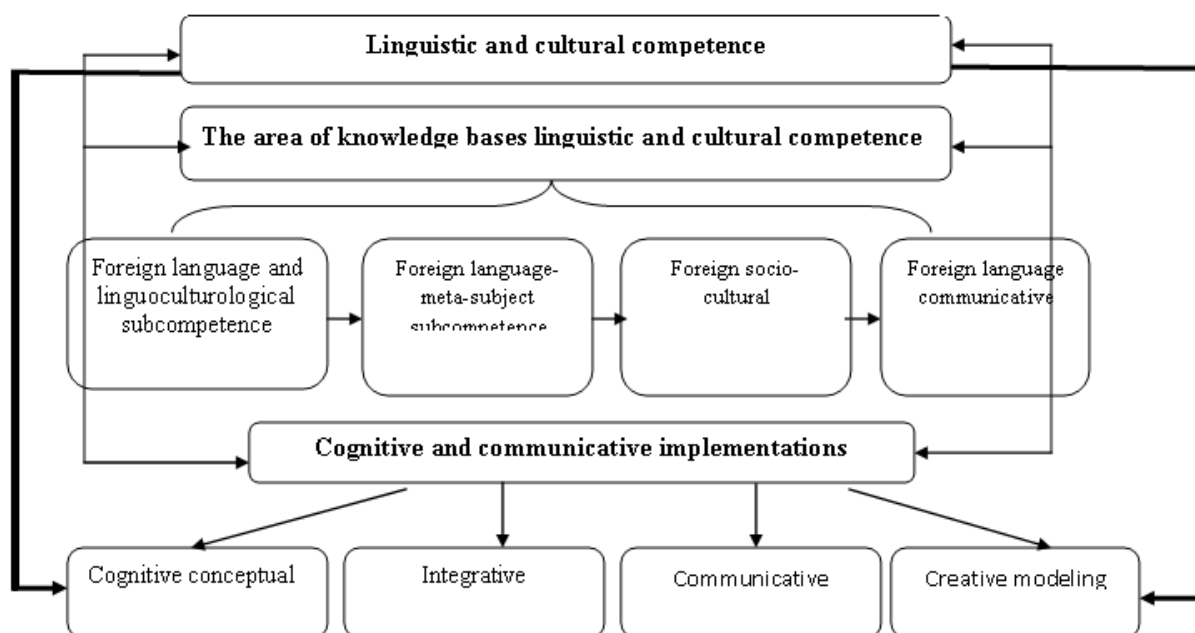 Linguistic and cultural competence
The area of knowledge bases linguistic and cultural competence
Foreign language and
linguoculturological
subcompetence
Foreign language-
meta-subject
subcompetence
Foreign socio-
cultural
Foreign language
communicative
Cognitive and communicative implementations
Cognitive conceptual
Integrative
Communicative
Creative modeling